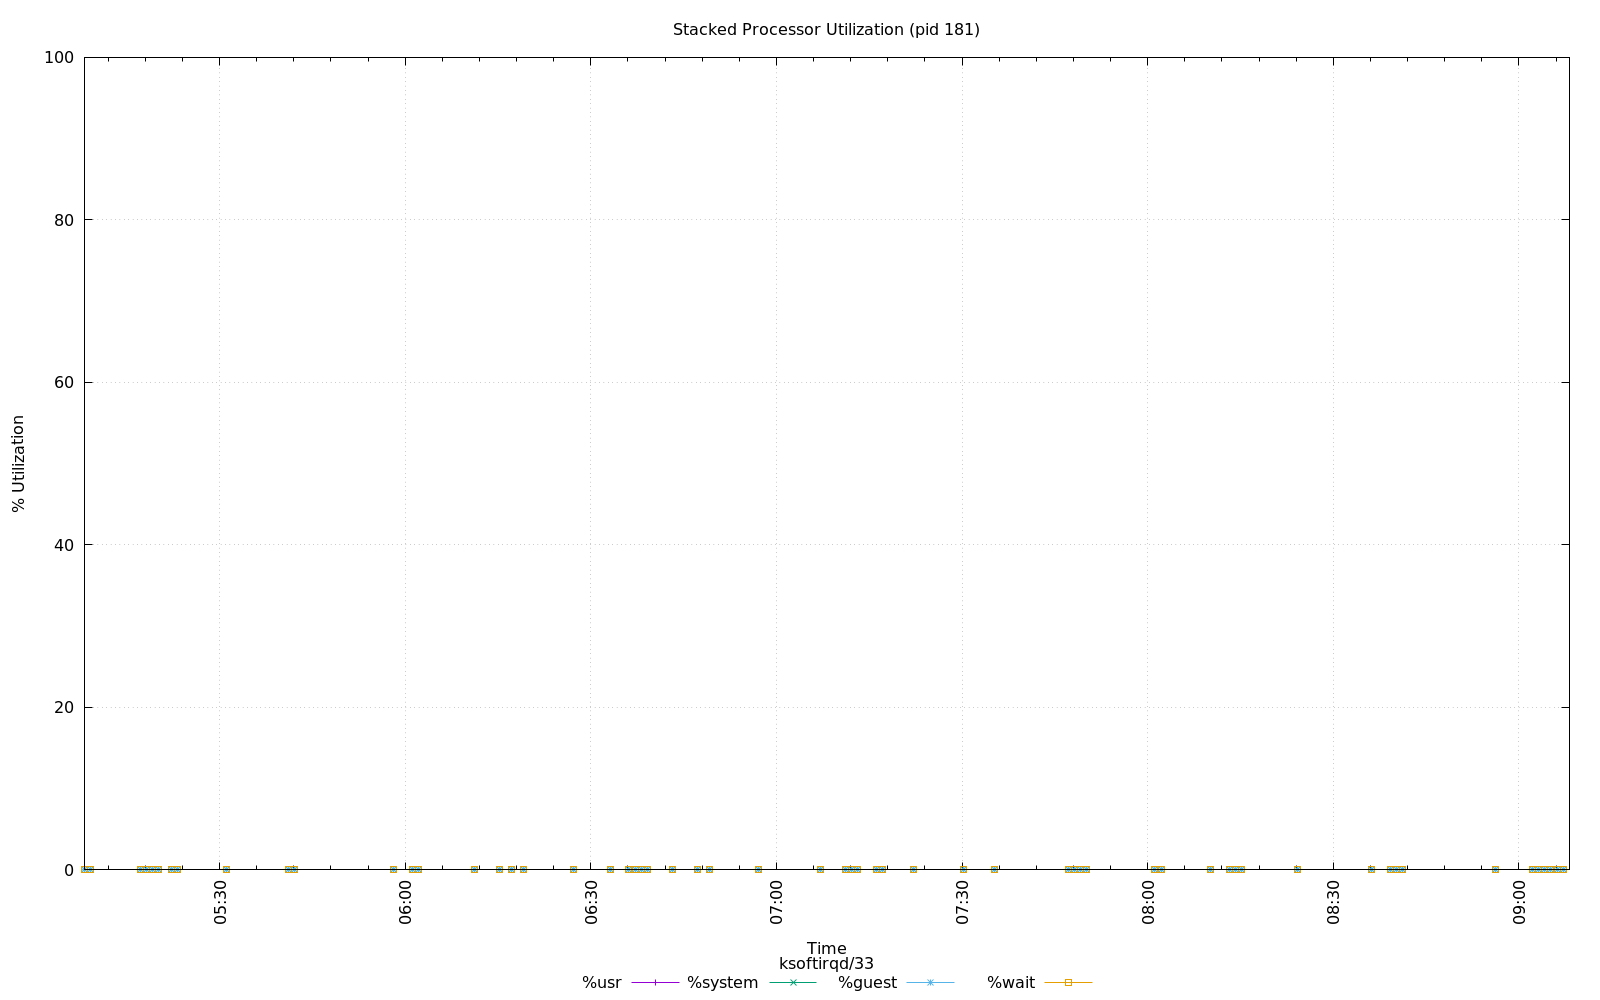 Stacked Processor Utilization (pid 181)
100
80
60
40
20
0
% Utilization
05:30 06:00 06:30 07:00 07:30 08:00 08:30 09:00
Time
ksoftirqd/33
%usr %system %guest %wait